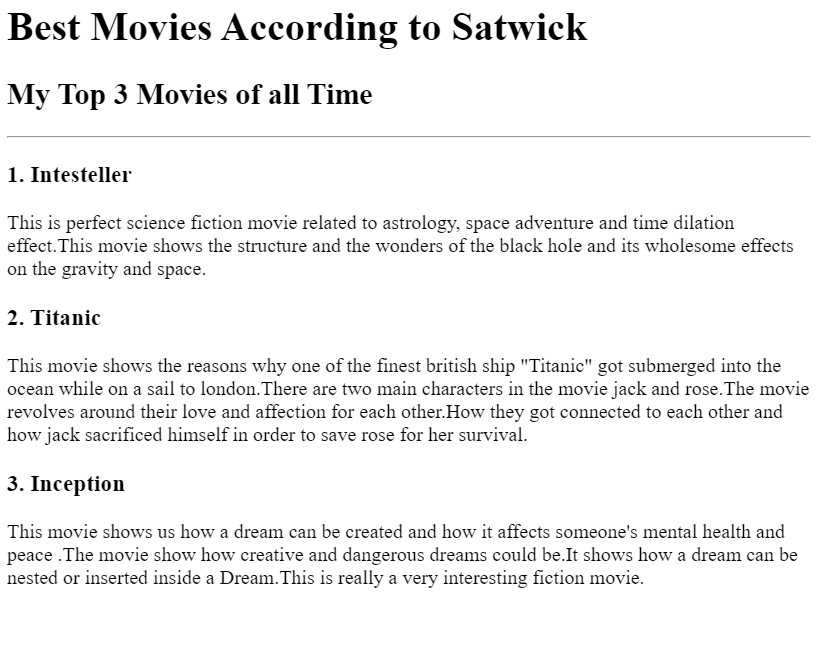 Best Movies According to Satwick
My Top 3 Movies of all Time
1. Intesteller
This is perfect science fiction movie related to astrology, space adventure and time dilation
effect.This movie shows the structure and the wonders of the black hole and its wholesome effects
on the gravity and space.
2. Titanic
This movie shows the reasons why one of the finest british ship "Titanic" got submerged into the
ocean while on a sail to london.There are two main characters in the movie jack and rose.The movie
revolves around their love and affection for each other.How they got connected to each other and
how jack sacrificed himself in order to save rose for her survival.
3. Inception
This movie shows us how a dream can be created and how it affects someone's mental health and
peace .The movie show how creative and dangerous dreams could be.It shows how a dream can be
nested or inserted inside a Dream.This is really a very interesting fiction movie.